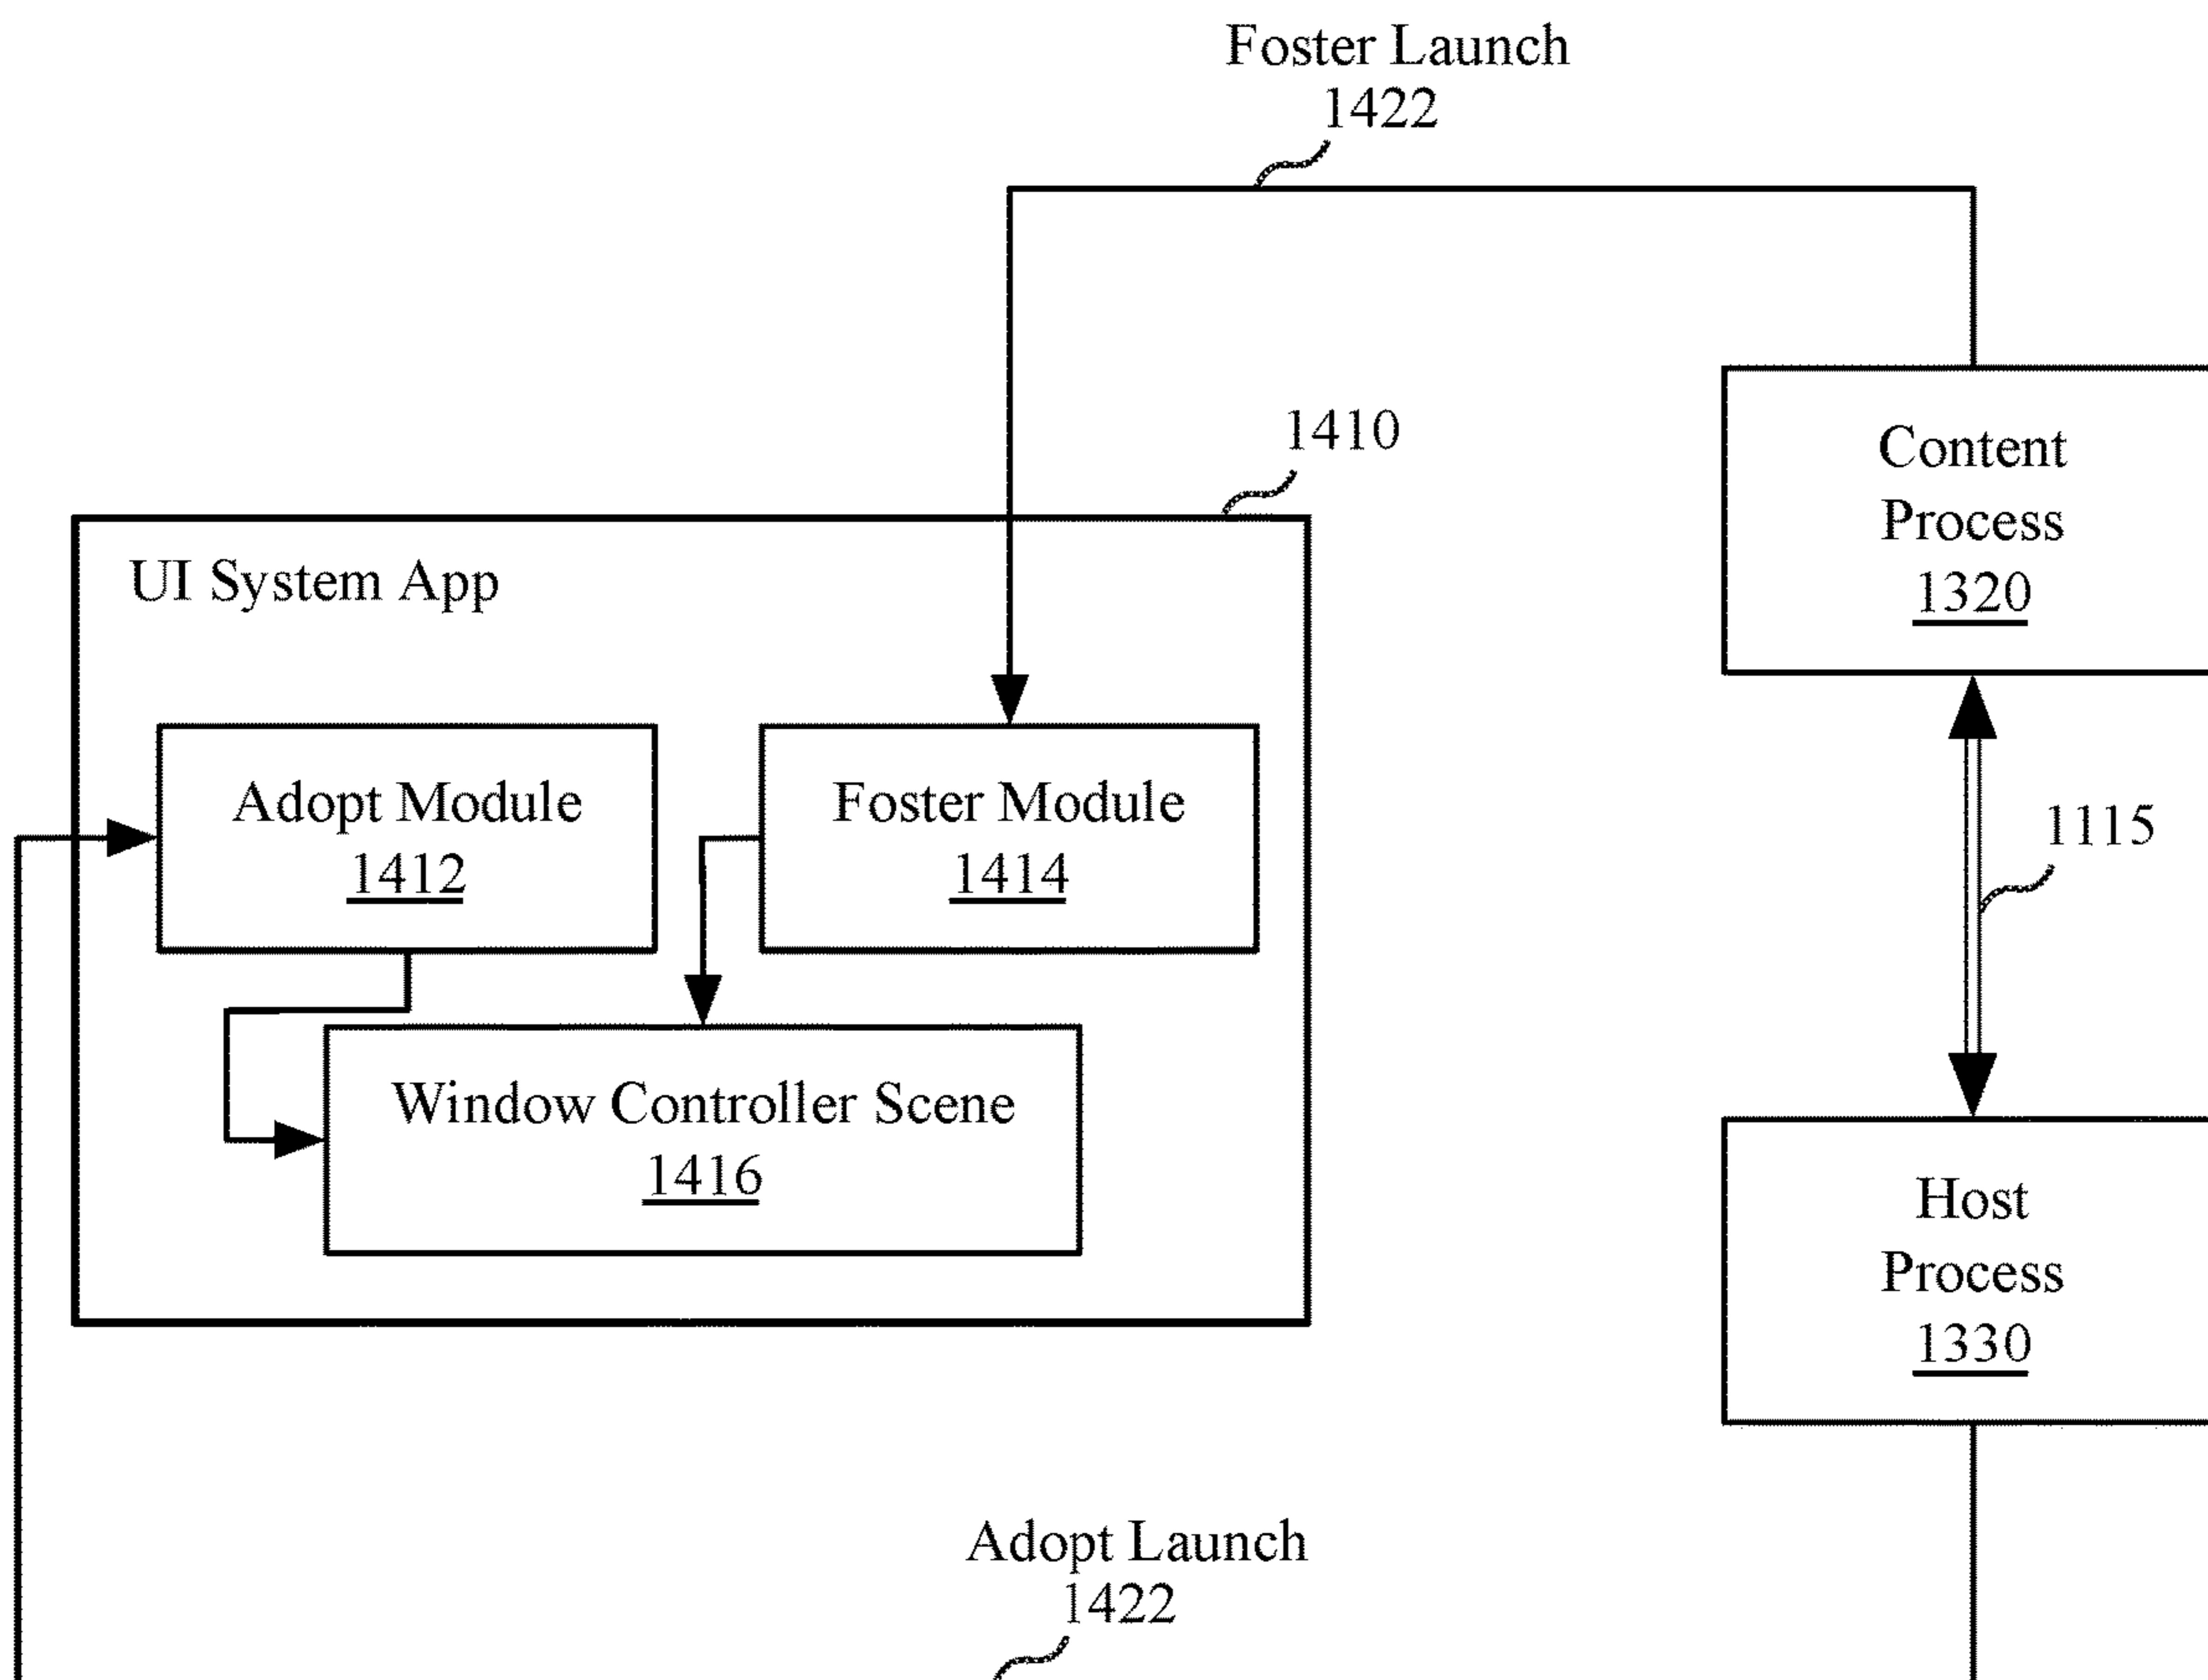 Foster Launch
1422
1410
UI System App
Content
Process
1320
Adopt Module
1412
Foster Module
1414
1115
Window Controller Scene
1416
Host
Process
1330
Adopt Launch
1422